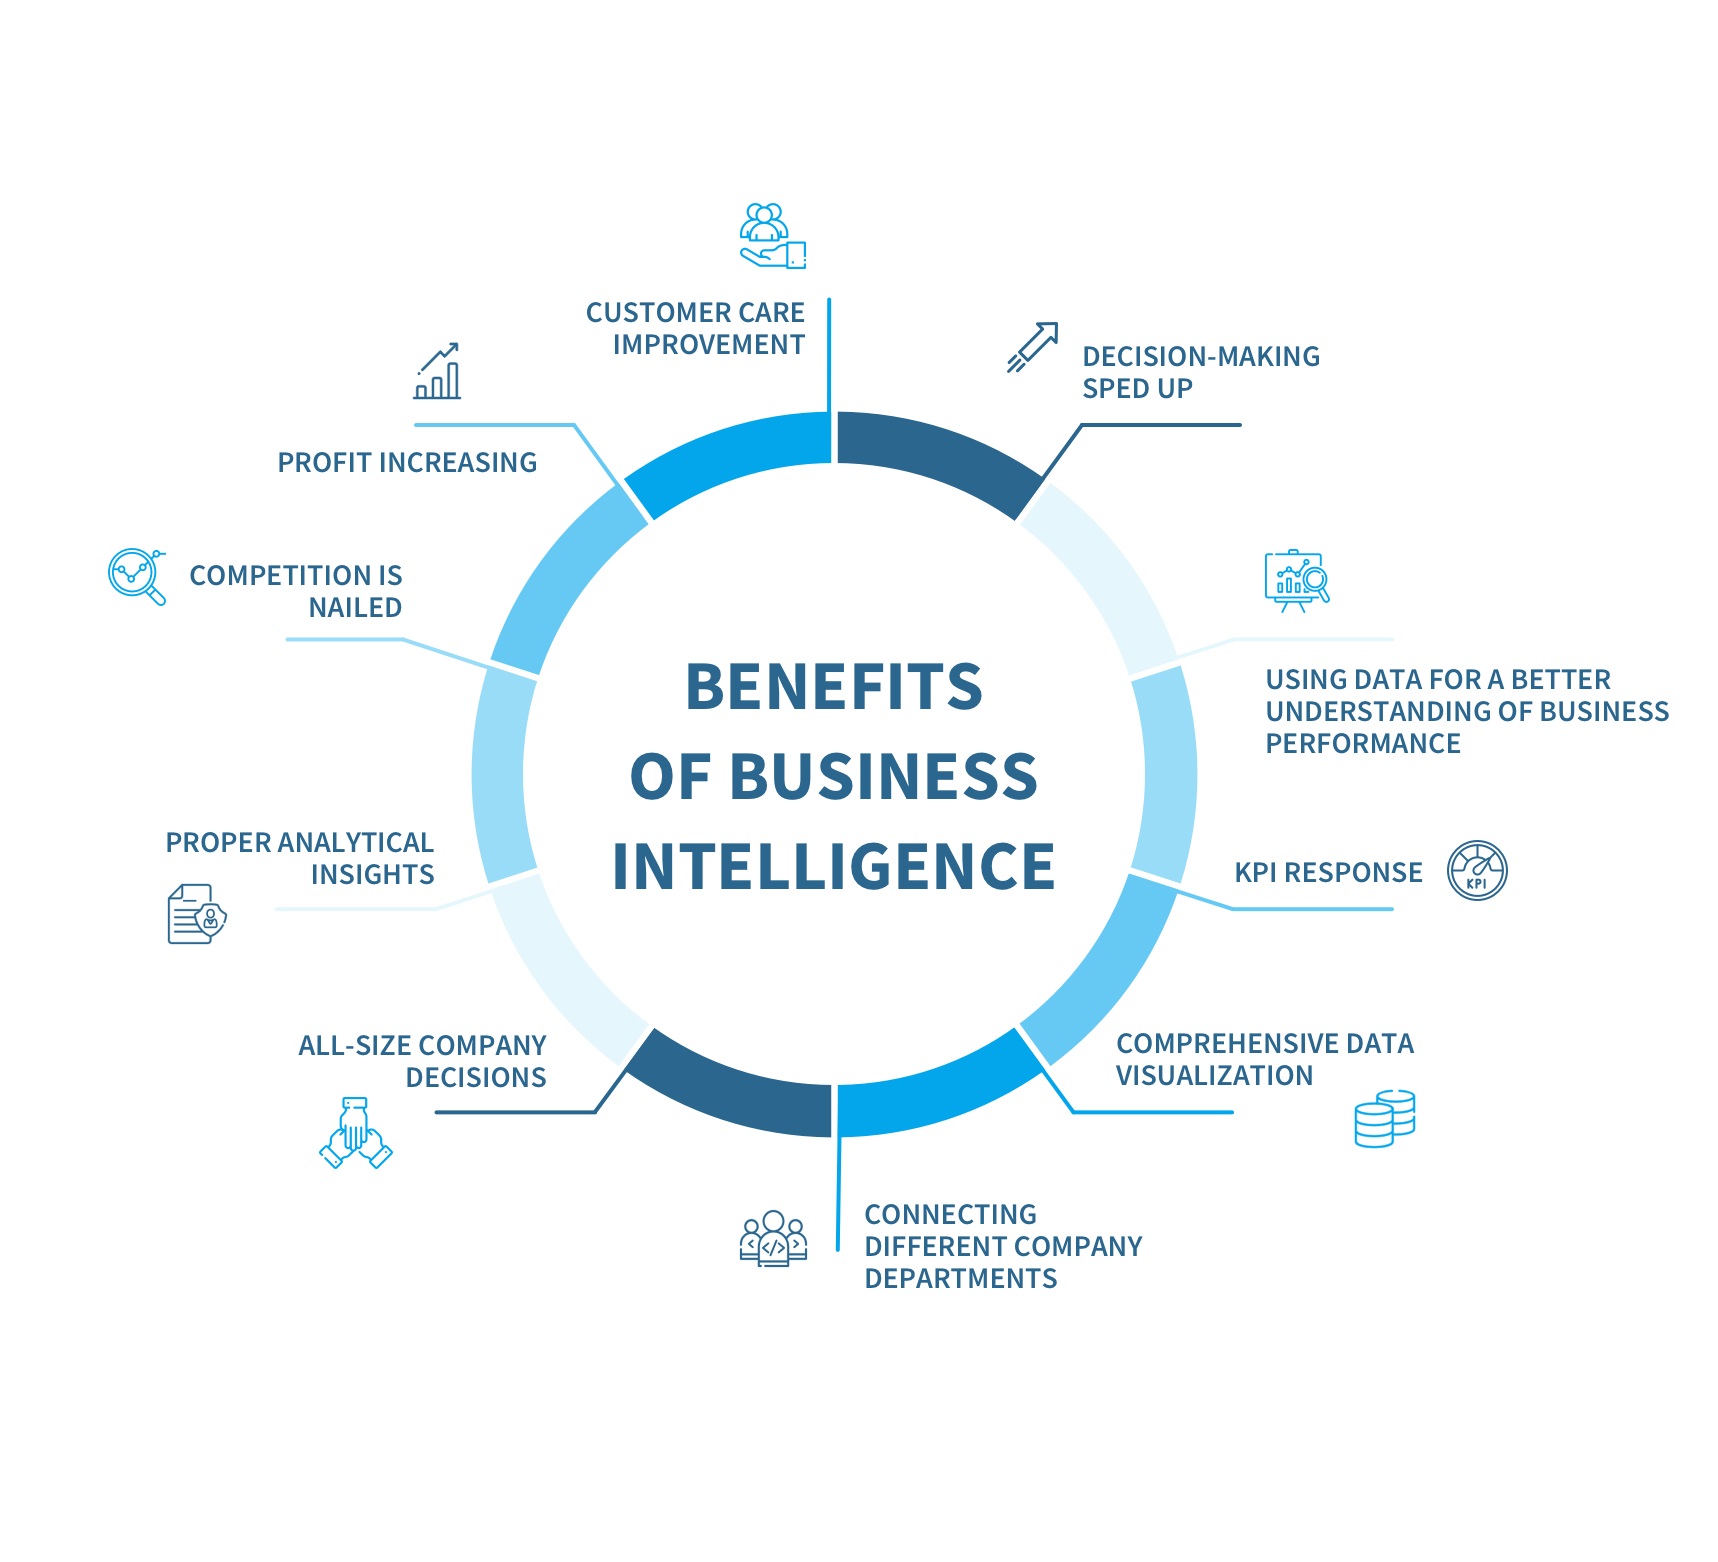 CUSTOMER CARE
IMPROVEMENT
DECISION-MAKING
SPED UP
PROFIT INCREASING
COMPETITION IS
NAILED
USING DATA FOR A BETTER
UNDERSTANDING OF BUSINESS
PERFORMANCE
BENEFITS
OF BUSINESS
INTELLIGENCE
PROPER ANALYTICAL
INSIGHTS
KPI RESPONSE
KPI
ALL-SIZE COMPANY
DECISIONS
COMPREHENSIVE DATA
VISUALIZATION
CONNECTING
DIFFERENT COMPANY
DEPARTMENTS